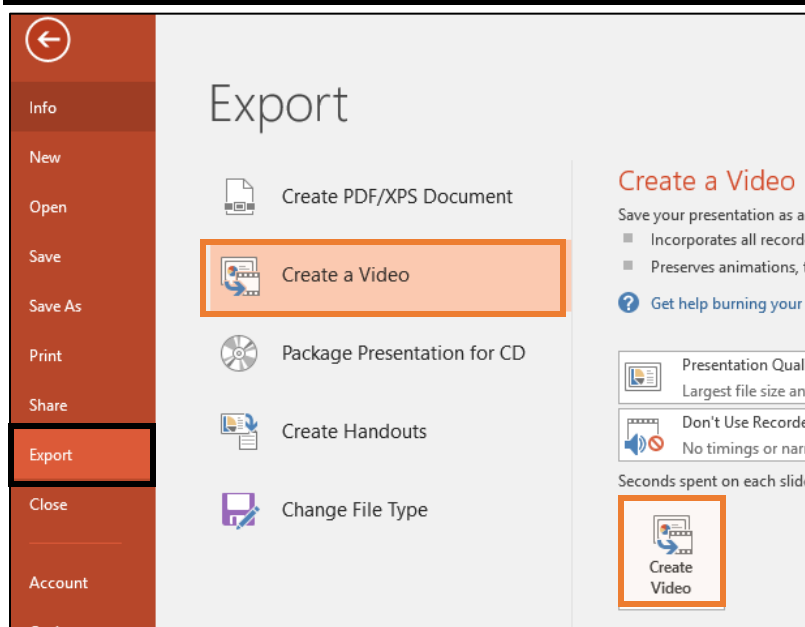 Info
New
Open
Save
Save As
Print
Share
Export
Close
Account
Export
Create PDF/XPS Document
Create a Video
Package Presentation for CD
Create Handouts
Change File Type
Create a Video
Save your presentation as a
Incorporates all record
Preserves animations,
Get help burning your
Presentation Qual
Largest file size an
Don't Use Recorde
No timings or nar
Seconds spent on each slid
Create
Video